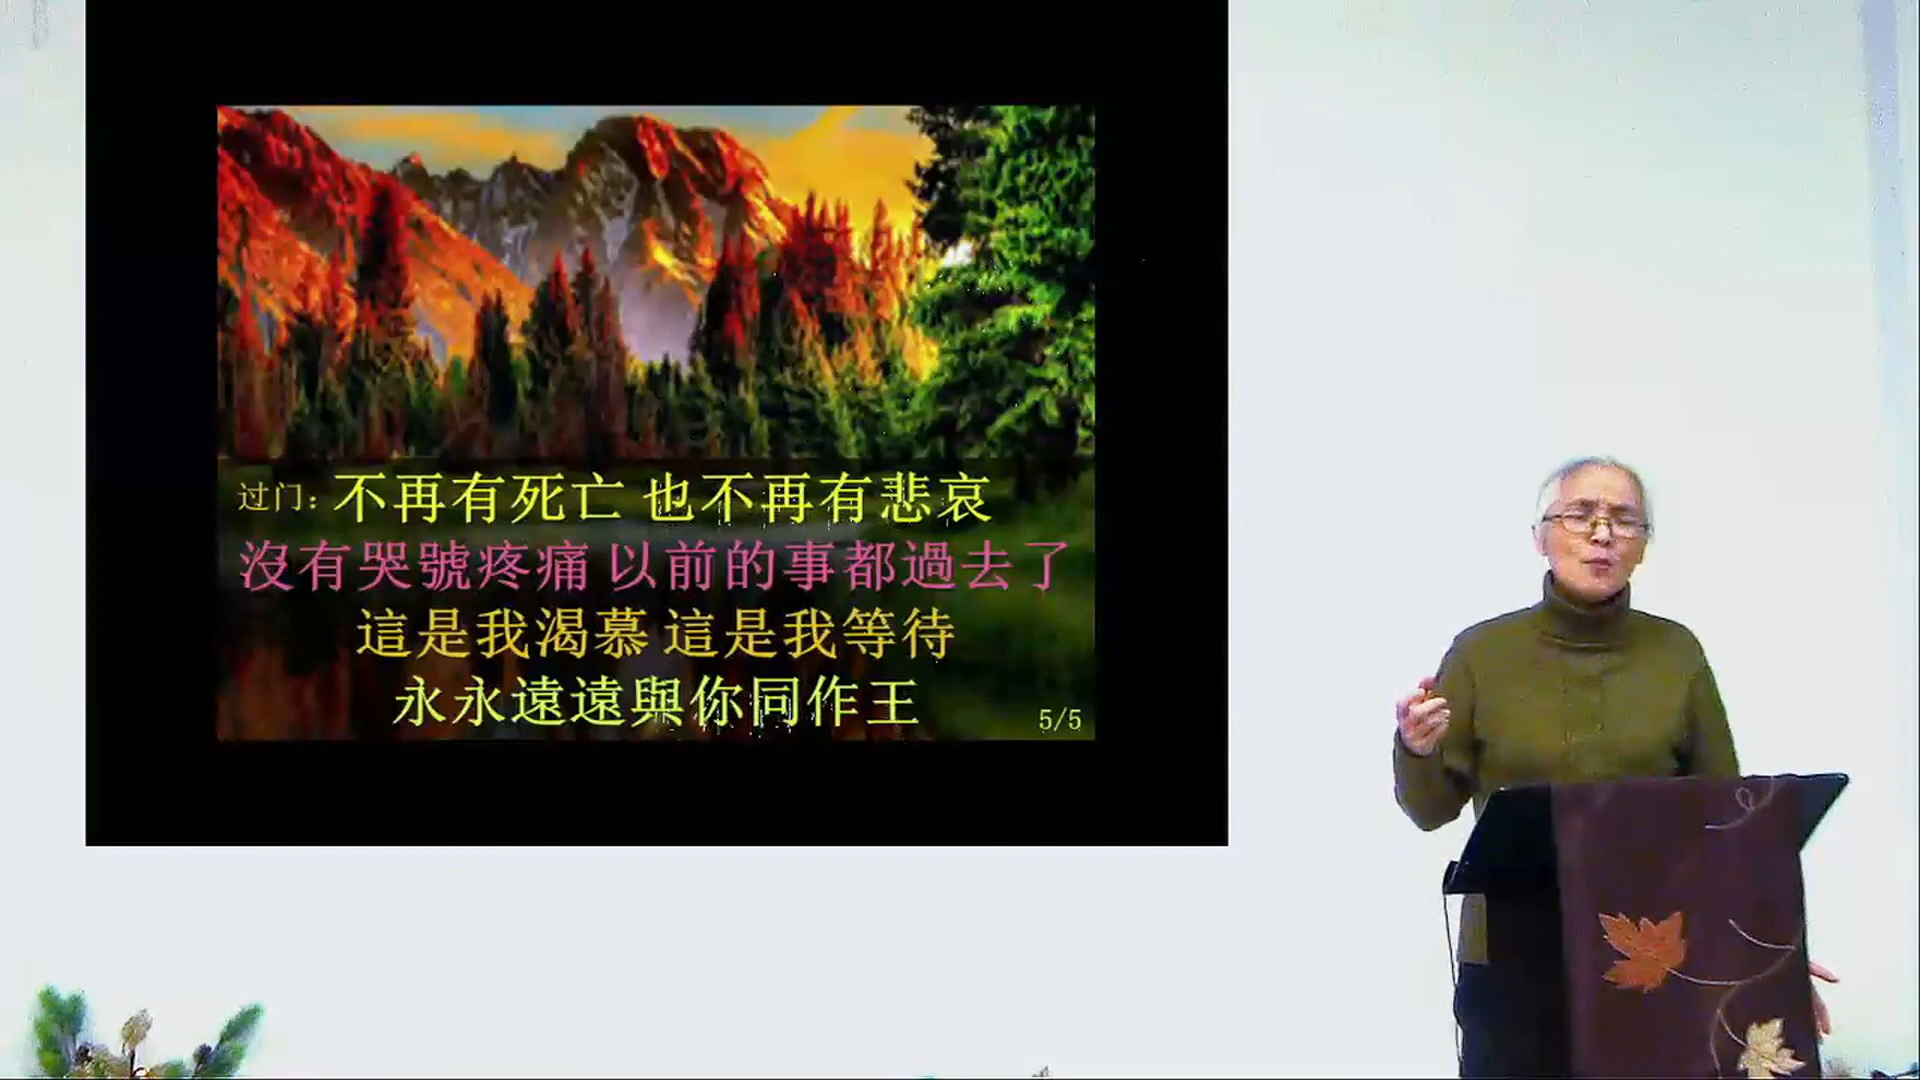 过门：不再有死亡 也不再有悲哀
沒有哭號疼痛 以前的事都過去了
這是我渴慕 這是我等待
永永遠遠與你同作王
5/5